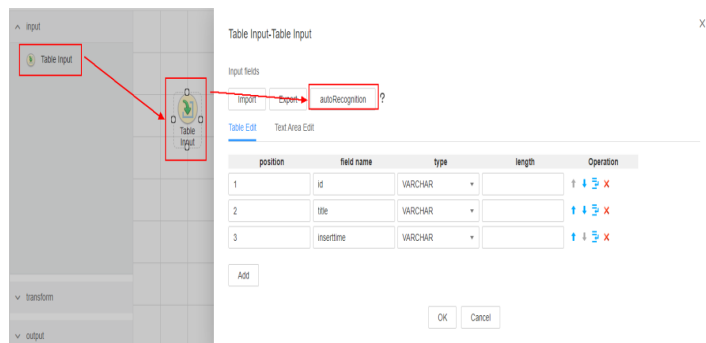 input
Table Input
transform
output
Table
Input
Table Input-Table Input
X
Input fields
Import Export autoRecognition ?
Table Edit Text Area Edit
position field name type length Operation
1 id VARCHAR
2 title VARCHAR
3 inserttime VARCHAR
Add
OK Cancel